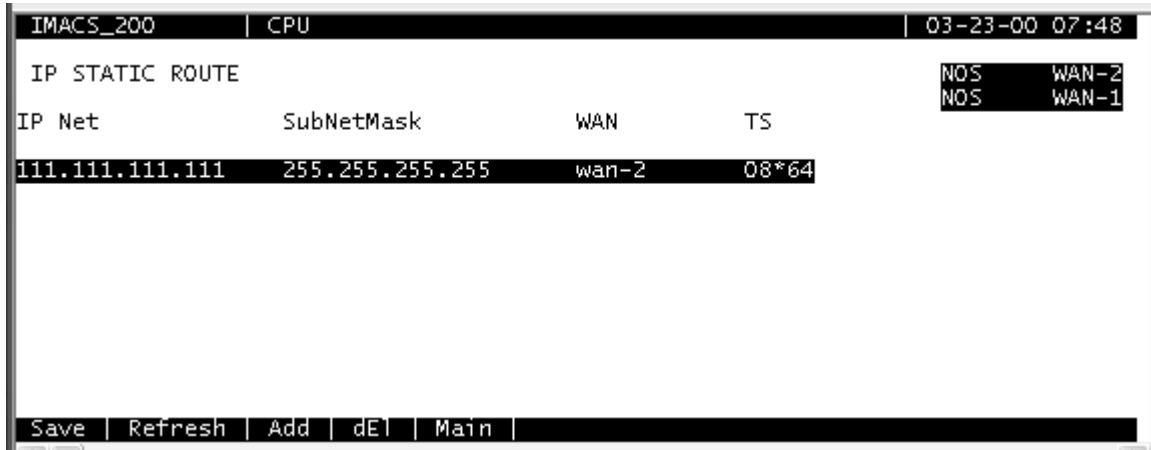 IMACS_200 | CPU | 03-23-00 07:48
IP STATIC ROUTE NOS WAN-2
NOS WAN-1
IP Net SubNetMask WAN TS
111.111.111.111 255.255.255.255 wan-2 08*64
Save | Refresh | Add | dEl | Main |